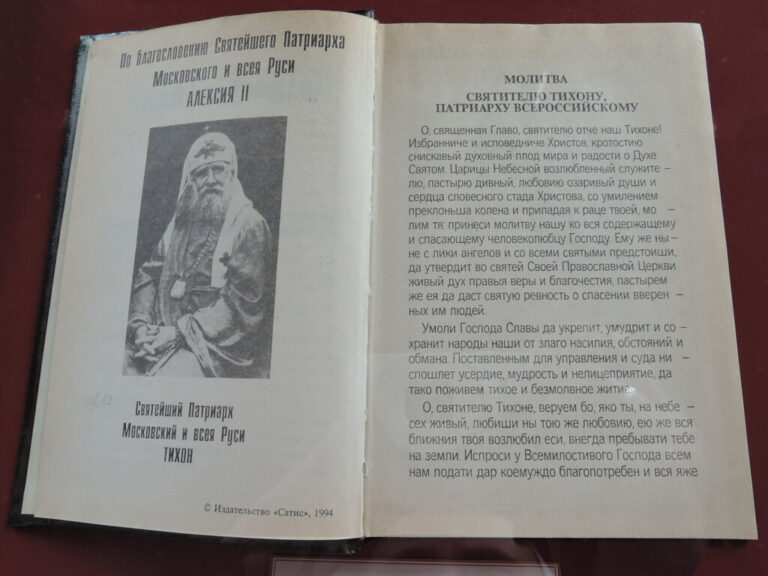 По благословению Святейшего Патриарха
Московского и всея Руси
АЛЕКСИЯ II
Святейший Патриарх
Московский и всея Руси
ТИХОН
© Издательство «Сатис», 1994
МОЛИТВА
СВЯТИТЕЛЮ ТИХОНУ,
ПАТРИАРХУ ВСЕРОССИЙСКОМУ
О, священная Главо, святителю отче наш Тихоне!
Избранниче и исповедниче Христов, кротостию
снискавый духовный плод мира и радости о Духе
Святом. Царицы Небесной возлюбленный служите –
лю, пастырю дивный, любовию озаривый души и
сердца словесного стада Христова, со умилением
преклоньша колена и припадая к раце твоей, мо –
лим тя: принеси молитву нашу ко вся содержащему
и спасающему человеколюбцу Господу. Ему же ны –
не с лики ангелов и со всеми святыми предстоиши,
да утвердит во святей Своей Православной Церкви
живый дух правыя веры и благочестия, пастырем
же ея да даст святую ревность о спасении вверен –
ных им людей.
Умоли Господа Славы да укрепит, умудрит и со –
хранит народы наши от злаго насилия, обстояний и
обмана. Поставленным для управления и суда ни –
спошлет усердие, мудрость и нелицеприятие, да
тако поживем тихое и безмолвное житие.
О, святителю Тихоне, веруем бо, яко ты, на небе –
сех живый, любиши ны тою же любовию, ею же вся
ближния твоя возлюбил еси, внегда пребывати тебе
на земли. Испроси у Всемилостивого Господа всем
нам подати дар коемуждо благопотребен и вся яже